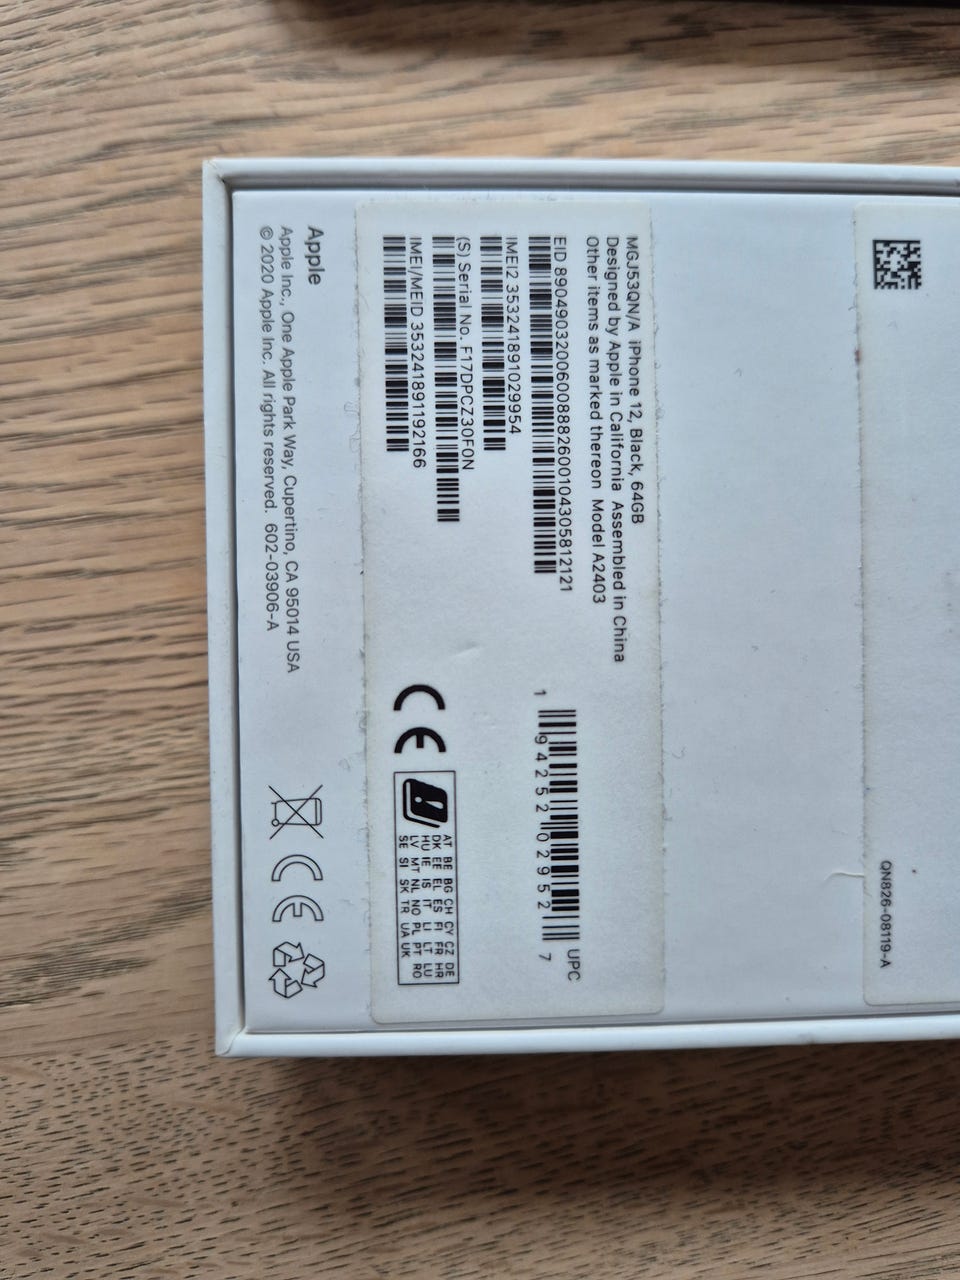 QN826-08119-A
MGJ53QN/A iPhone 12, Black, 64GB
Designed by Apple in California Assembled in China
Other items as marked thereon Model A2403
EID 89049032006008882600104305812121
IMEI2 353241891029954
(S) Serial No. F17DPCZ30F0N
IMEI/MEID 353241891192166
UPC
1 94252 02952 7
CE
AT BE BG CH CY CZ DE
DK EE EL ES FI FR HR
HU IE IS IT LI LT LU
LV MT NL NO PL PT RO
SE SI SK TR UA UK
Apple
Apple Inc., One Apple Park Way, Cupertino, CA 95014 USA
© 2020 Apple Inc. All rights reserved. 602-03906-A
CE